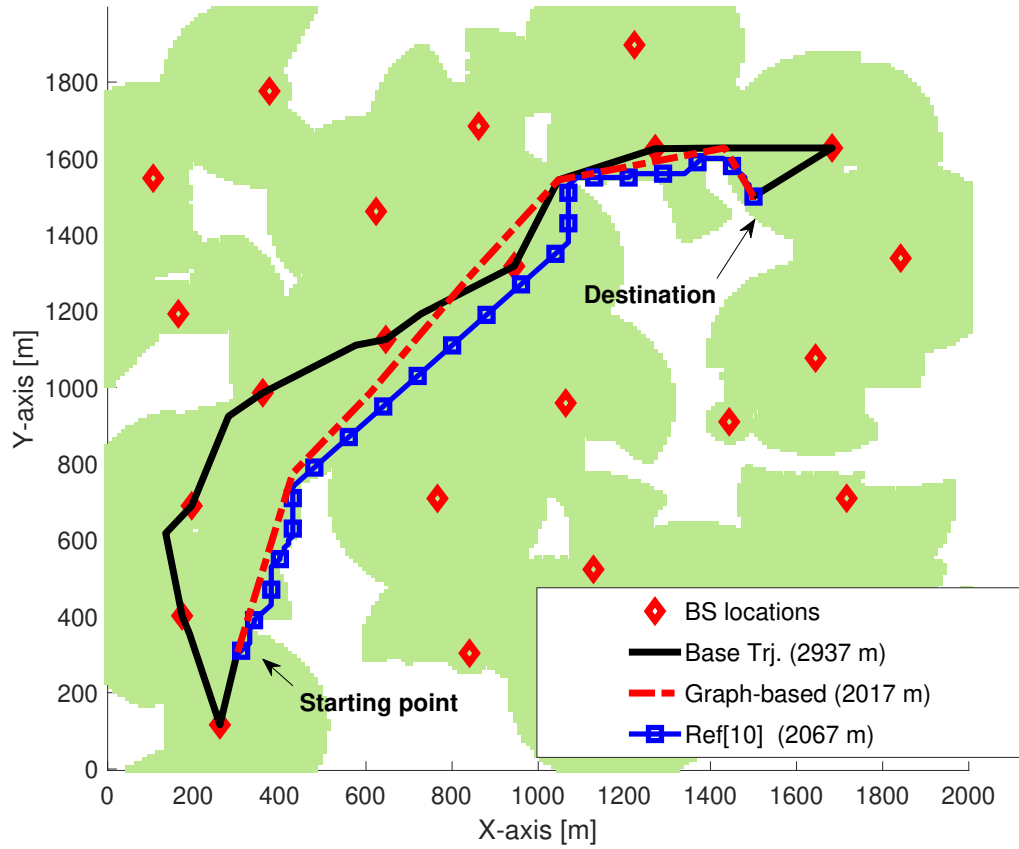 1800
1600
1400
1200
1000
800
600
400
200
0
Y-axis [m]
0 200 400 600 800 1000 1200 1400 1600 1800 2000
X-axis [m]
Destination
Starting point
BS locations
Base Trj. (2937 m)
Graph-based (2017 m)
Ref[10] (2067 m)